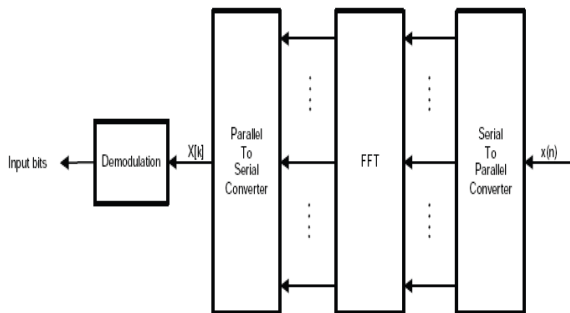 Input bits
Demodulation
X[k]
Parallel
To
Serial
Converter
FFT
Serial
To
Parallel
Converter
x(n)